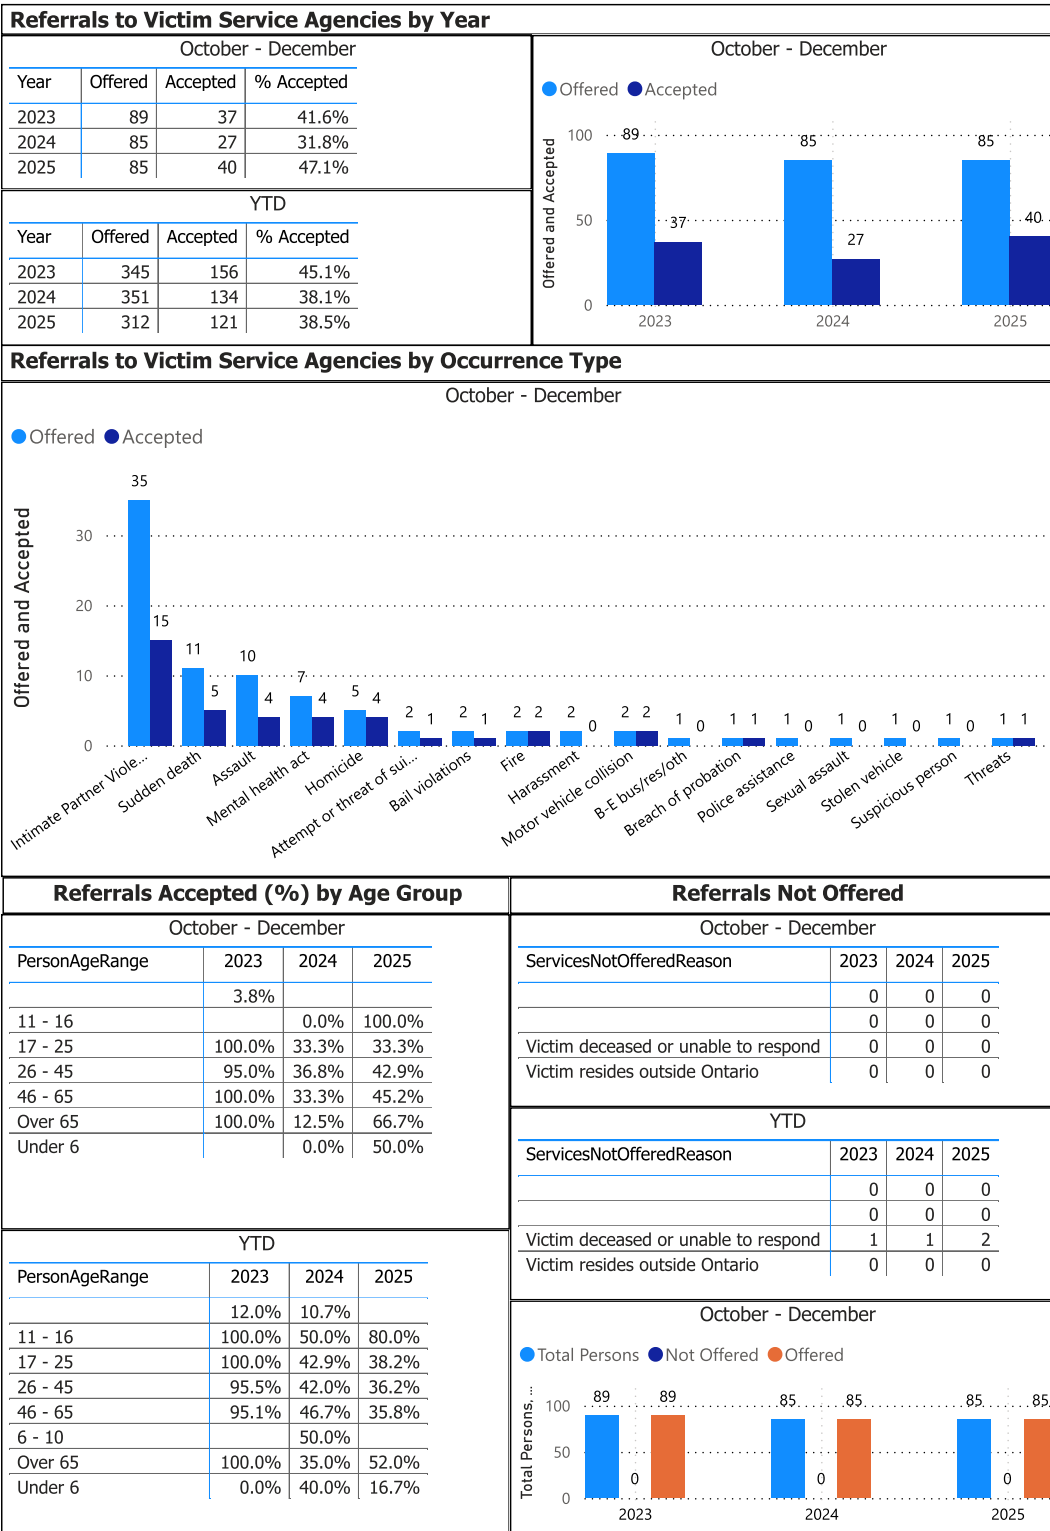 Referrals to Victim Service Agencies by Year
October - December
Year Offered Accepted % Accepted
2023 89 37 41.6%
2024 85 27 31.8%
2025 85 40 47.1%
YTD
Year Offered Accepted % Accepted
2023 345 156 45.1%
2024 351 134 38.1%
2025 312 121 38.5%
October - December
Offered Accepted
Offered and Accepted
100
50
0
89 37 85 27 85 40
2023 2024 2025
Referrals to Victim Service Agencies by Occurrence Type
October - December
Offered Accepted
Offered and Accepted
30
20
10
0
35 15 11 5 10 4 7 4 5 4 2 1 2 1 2 2 2 0 2 2 1 0 1 1 1 0 1 0 1 0 1 0 1 1
Intimate Partner Viole...
Sudden death
Assault
Mental health act
Homicide
Attempt or threat of sui...
Bail violations
Fire
Harassment
Motor vehicle collision
B-E bus/res/oth
Breach of probation
Police assistance
Sexual assault
Stolen vehicle
Suspicious person
Threats
Referrals Accepted (%) by Age Group
October - December
PersonAgeRange 2023 2024 2025
3.8%
11 - 16 0.0% 100.0%
17 - 25 100.0% 33.3% 33.3%
26 - 45 95.0% 36.8% 42.9%
46 - 65 100.0% 33.3% 45.2%
Over 65 100.0% 12.5% 66.7%
Under 6 0.0% 50.0%
YTD
PersonAgeRange 2023 2024 2025
12.0% 10.7%
11 - 16 100.0% 50.0% 80.0%
17 - 25 100.0% 42.9% 38.2%
26 - 45 95.5% 42.0% 36.2%
46 - 65 95.1% 46.7% 35.8%
6 - 10 50.0%
Over 65 100.0% 35.0% 52.0%
Under 6 0.0% 40.0% 16.7%
Referrals Not Offered
October - December
ServicesNotOfferedReason 2023 2024 2025
0 0 0
0 0 0
Victim deceased or unable to respond 0 0 0
Victim resides outside Ontario 0 0 0
YTD
ServicesNotOfferedReason 2023 2024 2025
0 0 0
0 0 0
Victim deceased or unable to respond 1 1 2
Victim resides outside Ontario 0 0 0
October - December
Total Persons Not Offered Offered
Total Persons, ...
100
50
0
89 0 89 85 0 85 85 0 85
2023 2024 2025